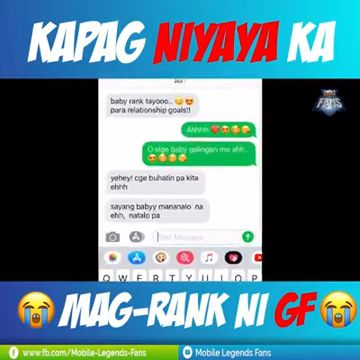 KAPAG NIYAYA KA
FANS
baby rank tayooo.. 😏😍
para relationship goals!!
Ahhhh ❤️😍😘😘
O sige baby galingan mo ahh..
😍😘😘😘
yehey! cge buhatin pa kita
ehhh
sayang babyy mananalo na
ehh, natalo pa
Text Message
Q W E R T Y U I O P
😭 MAG-RANK NI GF 😭
www.fb.com/Mobile-Legends-Fans
Mobile Legends Fans